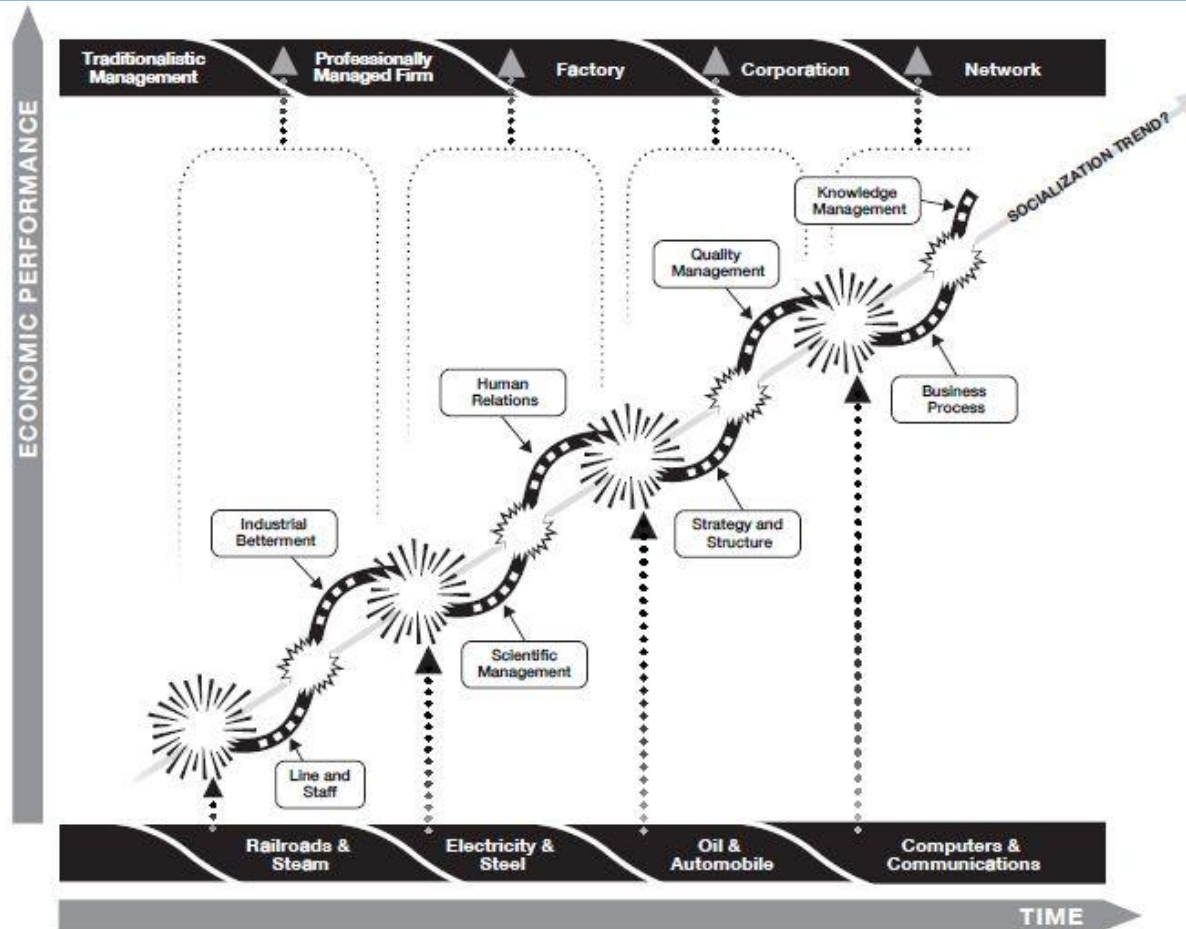 ECONOMIC PERFORMANCE
Traditionalistic
Management
Professionally
Managed Firm
Factory
Corporation
Network
SOCIALIZATION TREND?
Knowledge
Management
Quality
Management
Business
Process
Human
Relations
Strategy and
Structure
Industrial
Betterment
Scientific
Management
Line and
Staff
Railroads &
Steam
Electricity &
Steel
Oil &
Automobile
Computers &
Communications
TIME